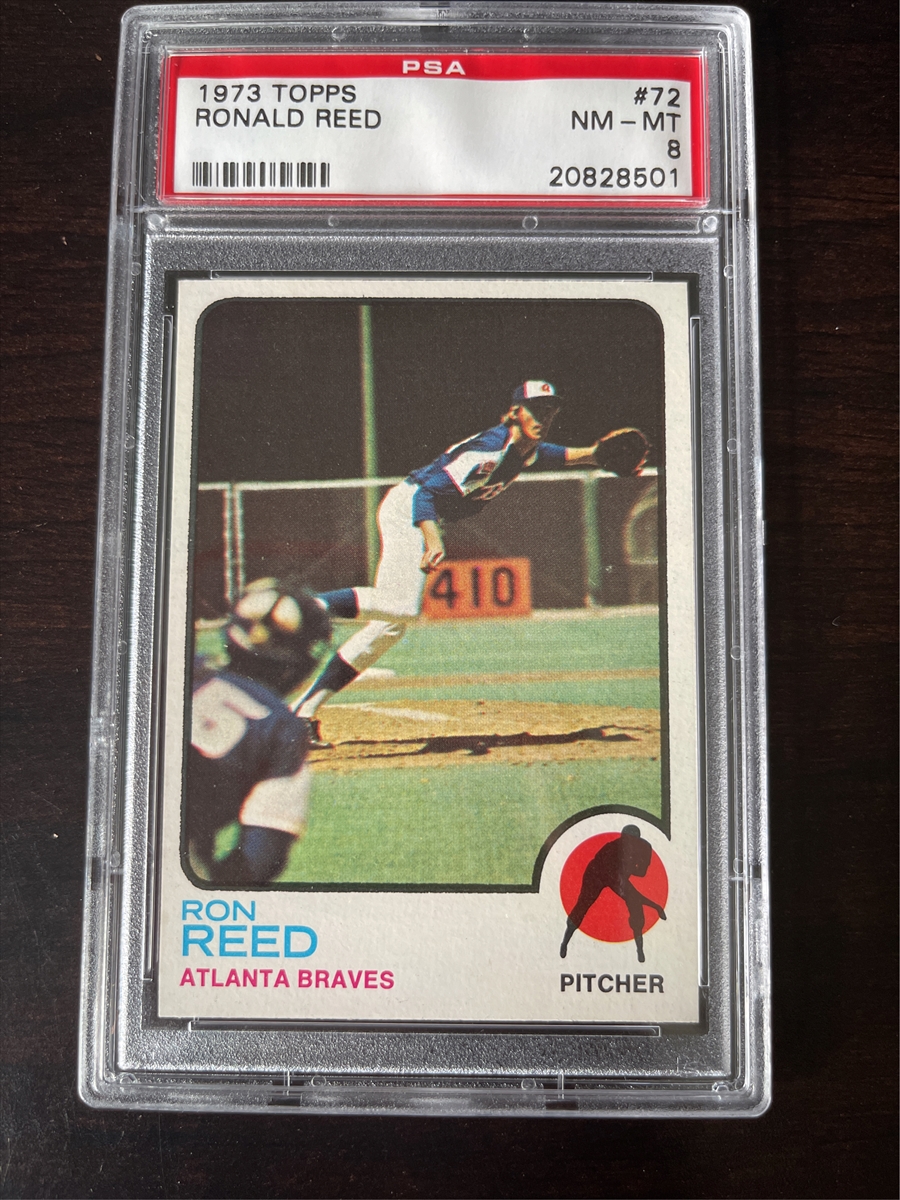 PSA
1973 TOPPS #72
RONALD REED NM - MT
8
20828501
410
RON
REED
ATLANTA BRAVES
PITCHER